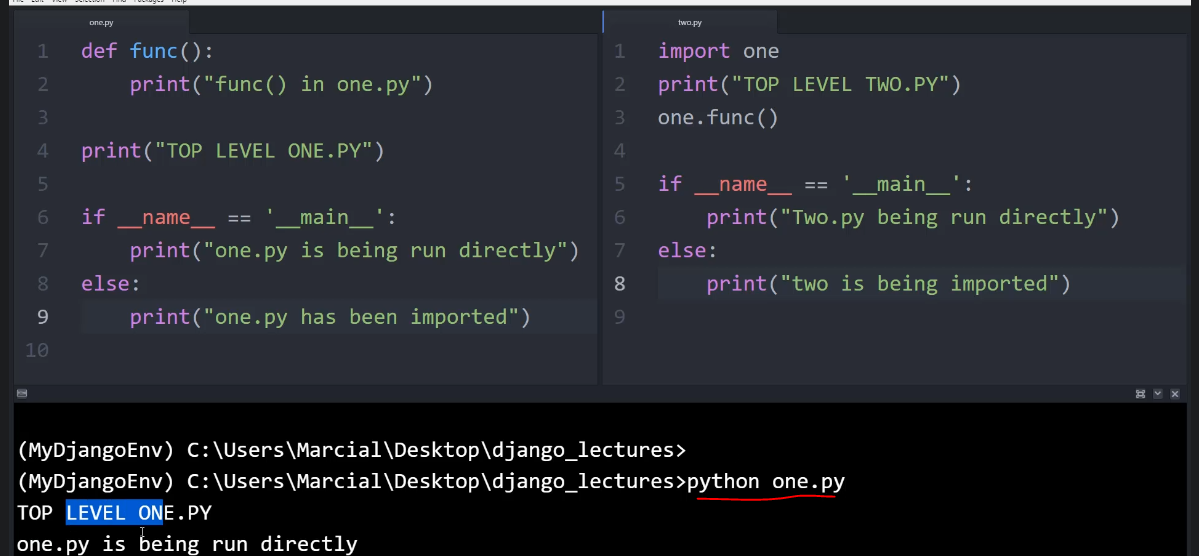 one.py
1 def func():
2     print("func() in one.py")
3
4 print("TOP LEVEL ONE.PY")
5
6 if __name__ == '__main__':
7     print("one.py is being run directly")
8 else:
9     print("one.py has been imported")
10
two.py
1 import one
2 print("TOP LEVEL TWO.PY")
3 one.func()
4
5 if __name__ == '__main__':
6     print("Two.py being run directly")
7 else:
8     print("two is being imported")
9
(MyDjangoEnv) C:\Users\Marcial\Desktop\django_lectures>
(MyDjangoEnv) C:\Users\Marcial\Desktop\django_lectures>python one.py
TOP LEVEL ONE.PY
one.py is being run directly